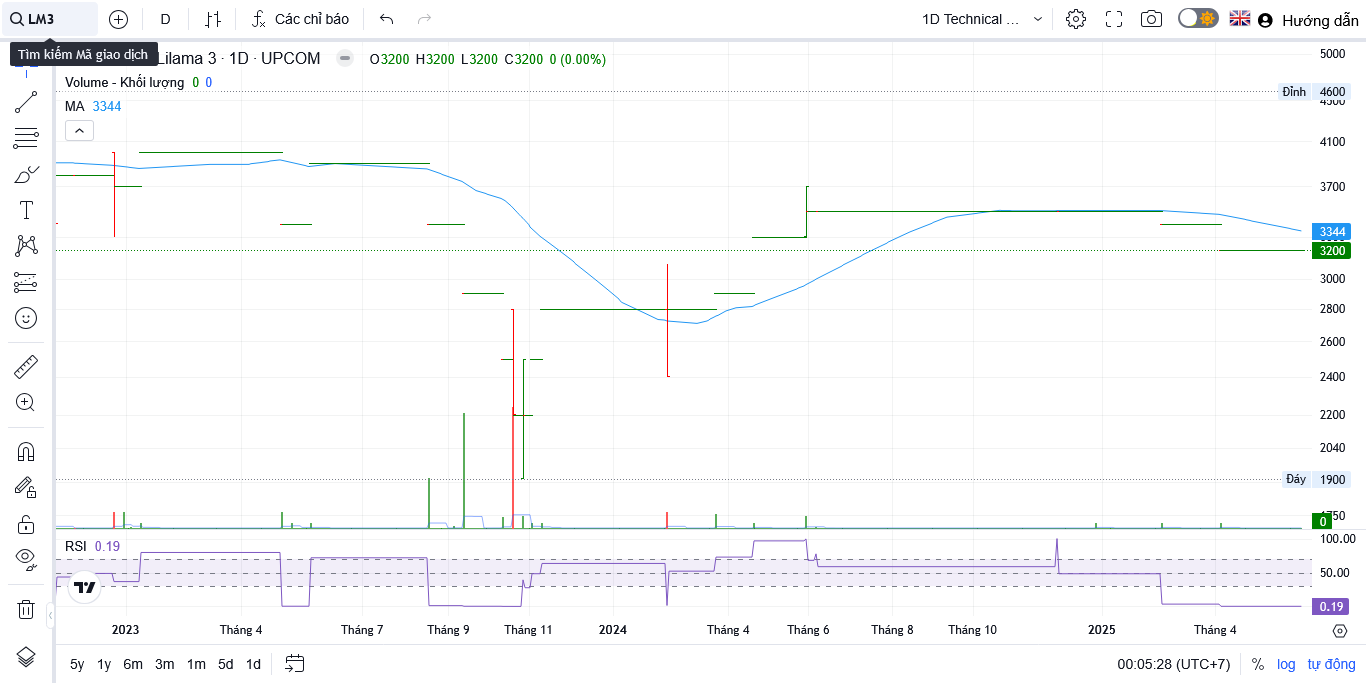 LM3
D
Các chỉ báo
1D Technical ...
Hướng dẫn
Tìm kiếm Mã giao dịch
Lilama 3 · 1D · UPCOM
O3200 H3200 L3200 C3200 0 (0.00%)
Volume - Khối lượng 0 0
MA 3344
5000
Đỉnh 4600
4500
4100
3700
3344
3200
3000
2800
2600
2400
2200
2040
Đáy 1900
1750
0
RSI 0.19
100.00
50.00
0.19
2023 Tháng 4 Tháng 7 Tháng 9 Tháng 11 2024 Tháng 4 Tháng 6 Tháng 8 Tháng 10 2025 Tháng 4
5y 1y 6m 3m 1m 5d 1d
00:05:28 (UTC+7) % log tự động